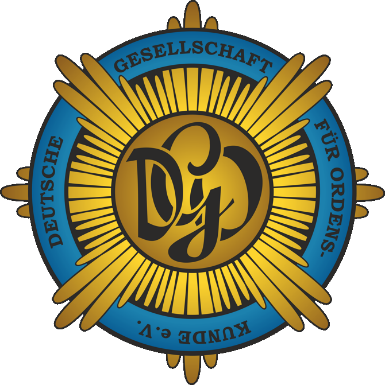 DEUTSCHE
GESELLSCHAFT
FÜR ORDENS-
KUNDE e.V.
DGO